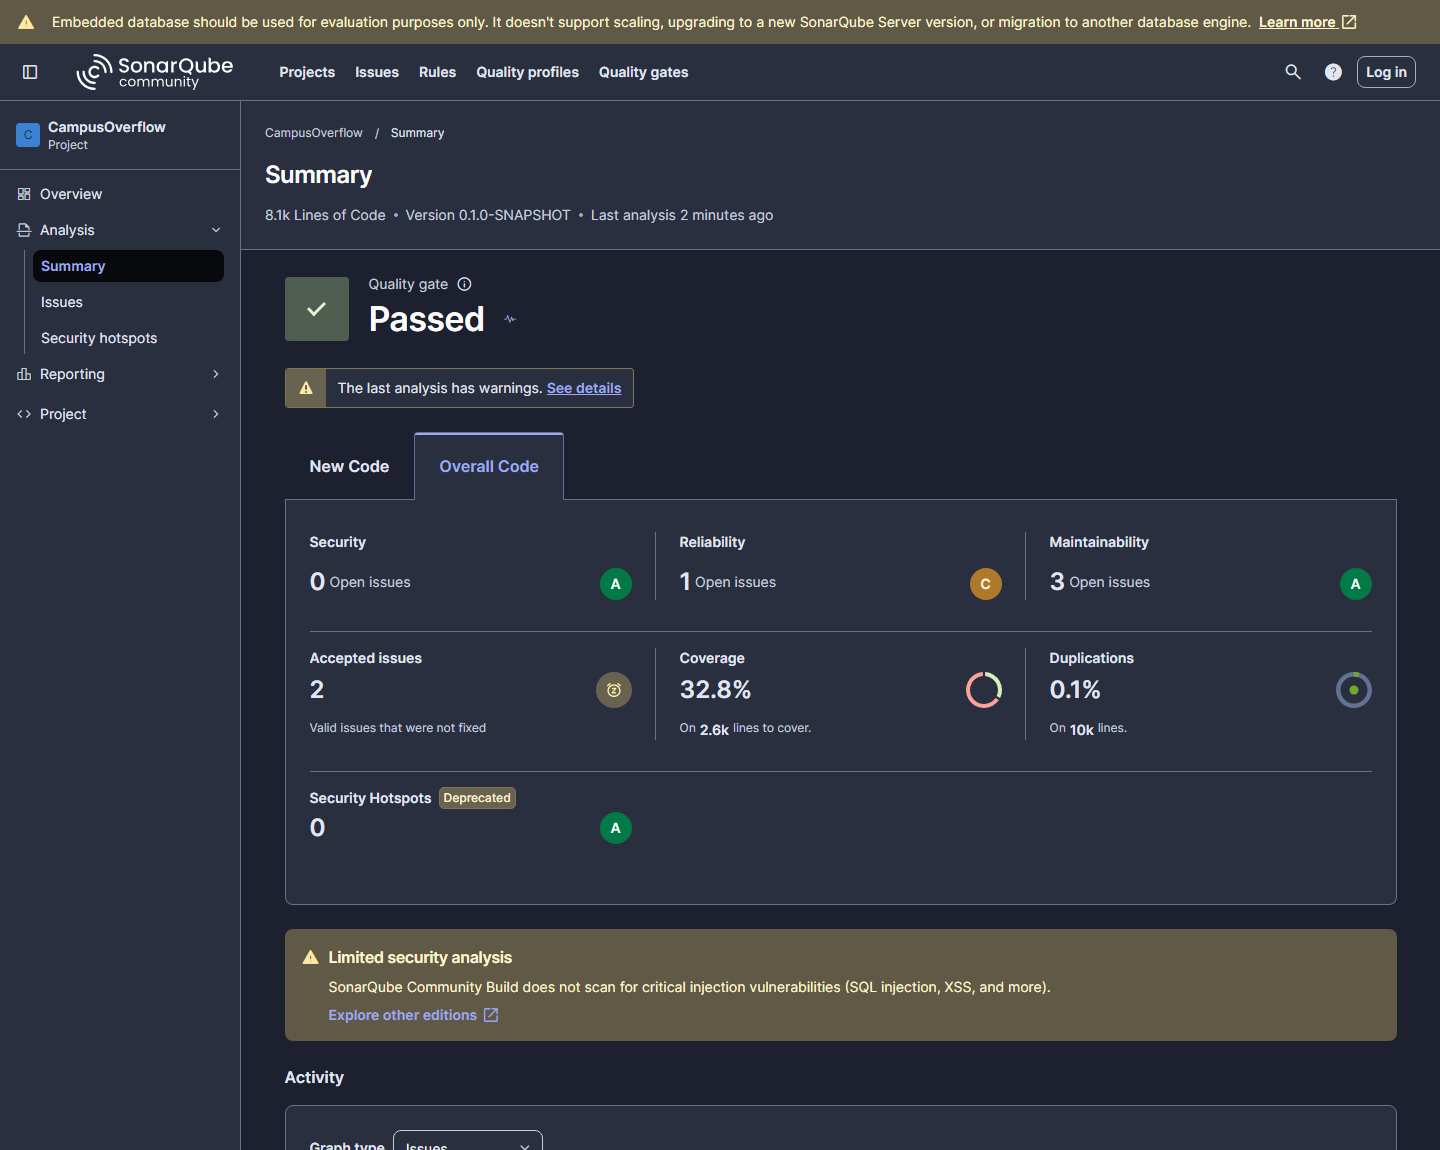 Embedded database should be used for evaluation purposes only. It doesn't support scaling, upgrading to a new SonarQube Server version, or migration to another database engine. Learn more
SonarQube community
Projects Issues Rules Quality profiles Quality gates
? Log in
C CampusOverflow
Project
Overview
Analysis
Summary
Issues
Security hotspots
Reporting
Project
CampusOverflow / Summary
Summary
8.1k Lines of Code • Version 0.1.0-SNAPSHOT • Last analysis 2 minutes ago
Quality gate
Passed
The last analysis has warnings. See details
New Code Overall Code
Security
0 Open issues A
Reliability
1 Open issues C
Maintainability
3 Open issues A
Accepted issues
2
Valid issues that were not fixed
Coverage
32.8%
On 2.6k lines to cover.
Duplications
0.1%
On 10k lines.
Security Hotspots Deprecated
0 A
Limited security analysis
SonarQube Community Build does not scan for critical injection vulnerabilities (SQL injection, XSS, and more).
Explore other editions
Activity
Graph type Issues